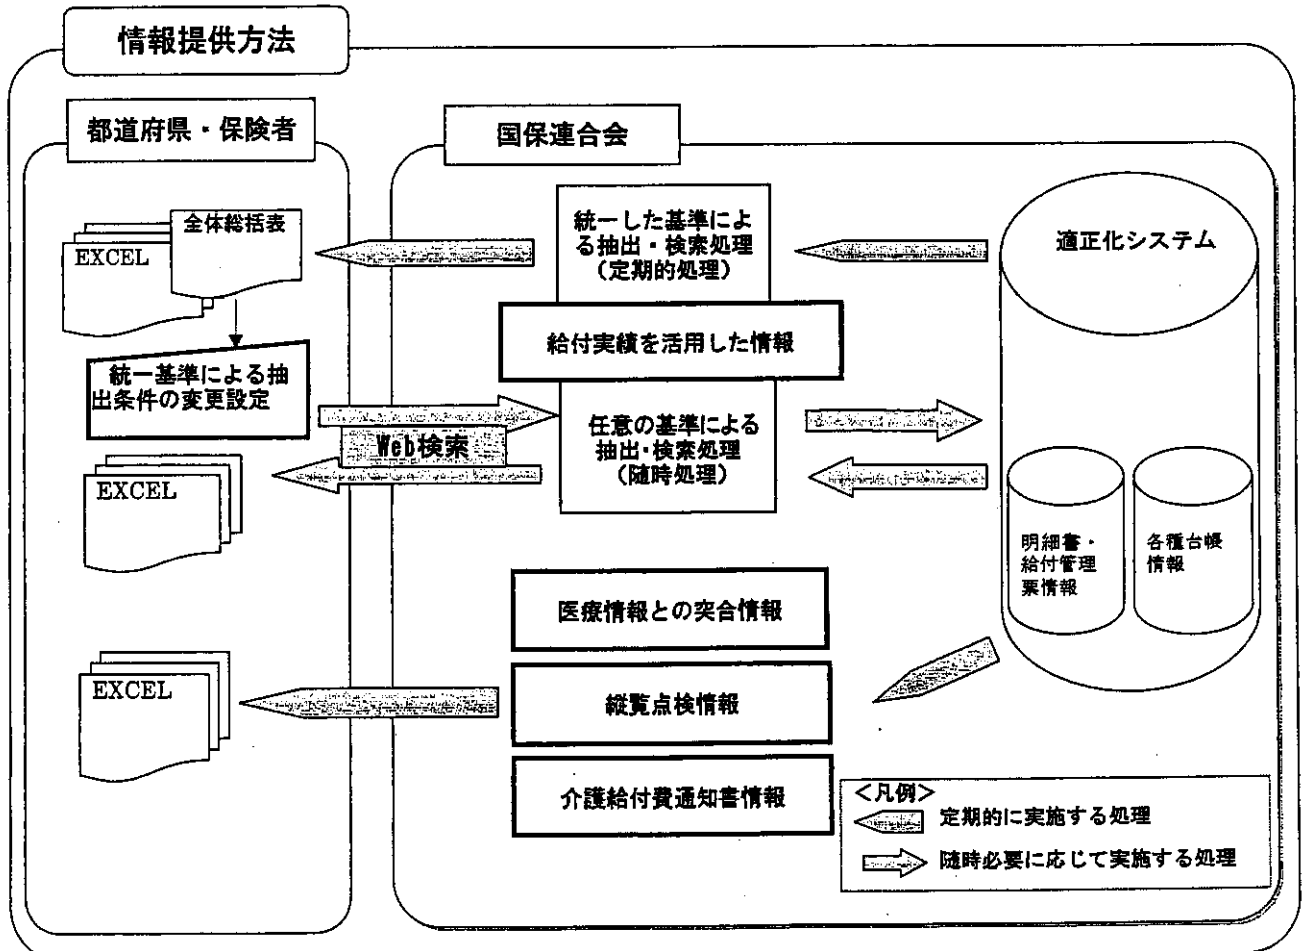 情報提供方法
都道府県・保険者
国保連合会
全体総括表
EXCEL
統一基準による抽
出条件の変更設定
EXCEL
EXCEL
Web検索
統一した基準によ
る抽出・検索処理
（定期的処理）
給付実績を活用した情報
任意の基準による
抽出・検索処理
（随時処理）
医療情報との突合情報
縦覧点検情報
介護給付費通知書情報
適正化システム
明細書・
給付管理
票情報
各種台帳
情報
＜凡例＞
定期的に実施する処理
随時必要に応じて実施する処理